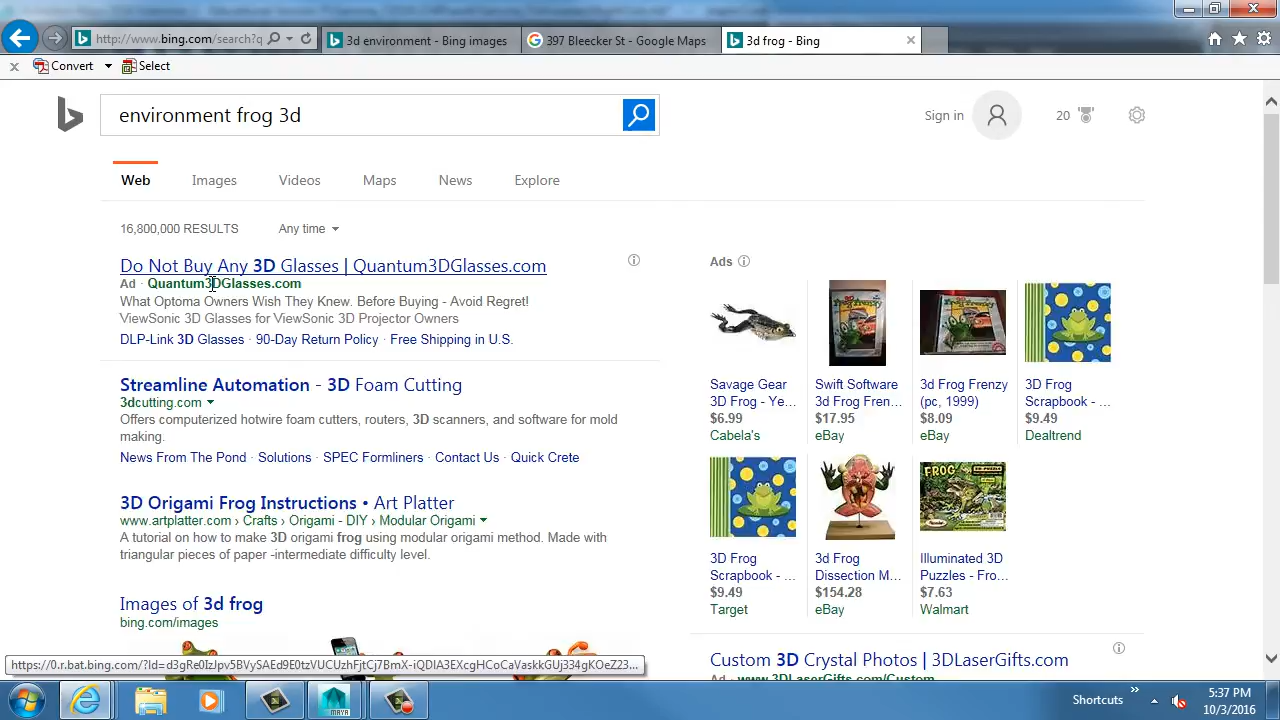 http://www.bing.com/search?q
3d environment - Bing images
397 Bleecker St - Google Maps
3d frog - Bing
x Convert Select
environment frog 3d
Sign in
20
Web Images Videos Maps News Explore
16,800,000 RESULTS Any time
Do Not Buy Any 3D Glasses | Quantum3DGlasses.com
Ad · Quantum3DGlasses.com
What Optoma Owners Wish They Knew. Before Buying - Avoid Regret!
ViewSonic 3D Glasses for ViewSonic 3D Projector Owners
DLP-Link 3D Glasses · 90-Day Return Policy · Free Shipping in U.S.
Streamline Automation - 3D Foam Cutting
3dcutting.com
Offers computerized hotwire foam cutters, routers, 3D scanners, and software for mold
making.
News From The Pond · Solutions · SPEC Formliners · Contact Us · Quick Crete
3D Origami Frog Instructions • Art Platter
www.artplatter.com › Crafts › Origami - DIY › Modular Origami
A tutorial on how to make 3D origami frog using modular origami method. Made with
triangular pieces of paper -intermediate difficulty level.
Images of 3d frog
bing.com/images
Ads
Savage Gear
3D Frog - Ye...
$6.99
Cabela's
Swift Software
3d Frog Fren...
$17.95
eBay
3d Frog Frenzy
(pc, 1999)
$8.09
eBay
3D Frog
Scrapbook - ...
$9.49
Dealtrend
3D Frog
Scrapbook - ...
$9.49
Target
3d Frog
Dissection M...
$154.28
eBay
FROG
Illuminated 3D
Puzzles - Fro...
$7.63
Walmart
Custom 3D Crystal Photos | 3DLaserGifts.com
Ad · www.3DLaserGifts.com/Custom
MAYA
Shortcuts
5:37 PM
10/3/2016